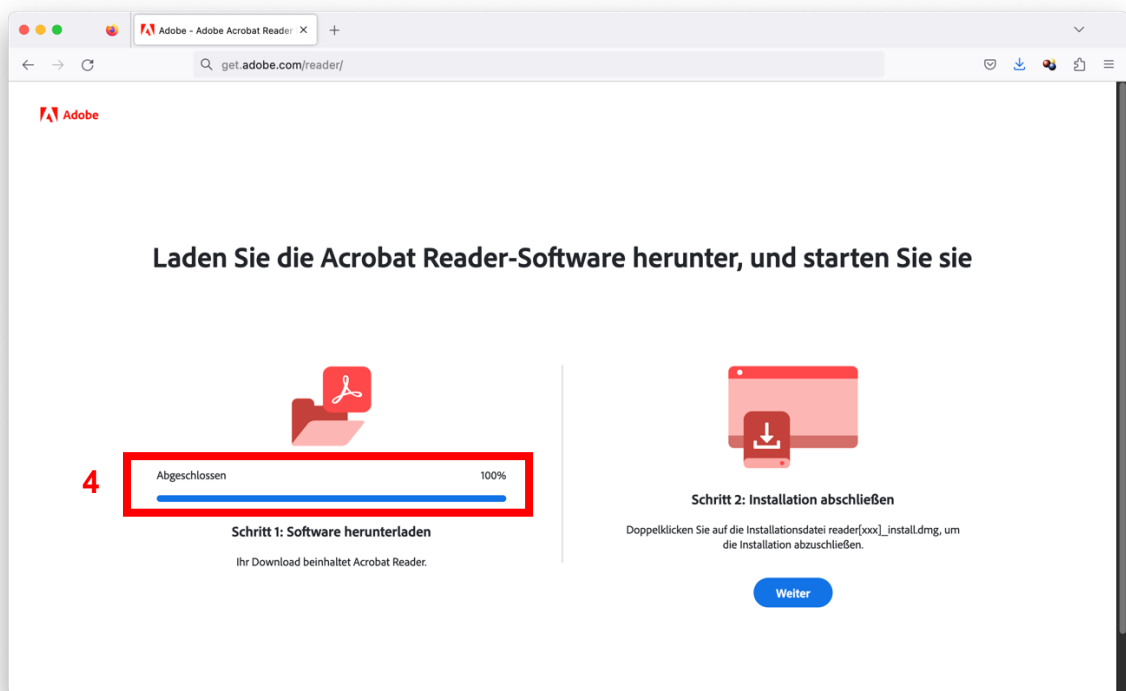 Adobe - Adobe Acrobat Reader
get.adobe.com/reader/
Adobe
Laden Sie die Acrobat Reader-Software herunter, und starten Sie sie
4
Abgeschlossen 100%
Schritt 1: Software herunterladen
Ihr Download beinhaltet Acrobat Reader.
Schritt 2: Installation abschließen
Doppelklicken Sie auf die Installationsdatei reader[xxx]_install.dmg, um
die Installation abzuschließen.
Weiter